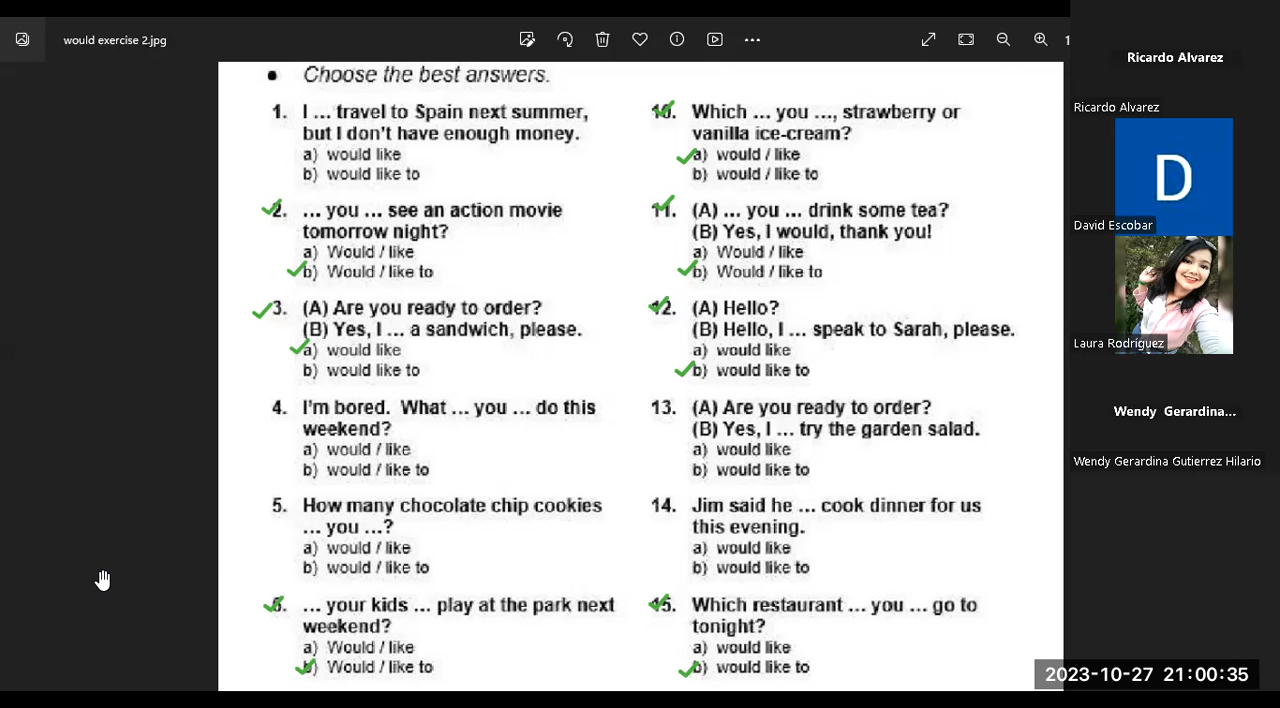 would exercise 2.jpg
1
Choose the best answers.
1. I ... travel to Spain next summer,
but I don't have enough money.
a) would like
b) would like to
2. ... you ... see an action movie
tomorrow night?
a) Would / like
b) Would / like to
3. (A) Are you ready to order?
(B) Yes, I ... a sandwich, please.
a) would like
b) would like to
4. I'm bored. What ... you ... do this
weekend?
a) would / like
b) would / like to
5. How many chocolate chip cookies
... you ...?
a) would / like
b) would / like to
6. ... your kids ... play at the park next
weekend?
a) Would / like
b) Would / like to
10. Which ... you ..., strawberry or
vanilla ice-cream?
a) would / like
b) would / like to
11. (A) ... you ... drink some tea?
(B) Yes, I would, thank you!
a) Would / like
b) Would / like to
12. (A) Hello?
(B) Hello, I ... speak to Sarah, please.
a) would like
b) would like to
13. (A) Are you ready to order?
(B) Yes, I ... try the garden salad.
a) would like
b) would like to
14. Jim said he ... cook dinner for us
this evening.
a) would like
b) would like to
15. Which restaurant ... you ... go to
tonight?
a) would like
b) would like to
Ricardo Alvarez
Ricardo Alvarez
D
David Escobar
Laura Rodríguez
Wendy Gerardina...
Wendy Gerardina Gutierrez Hilario
2023-10-27 21:00:35